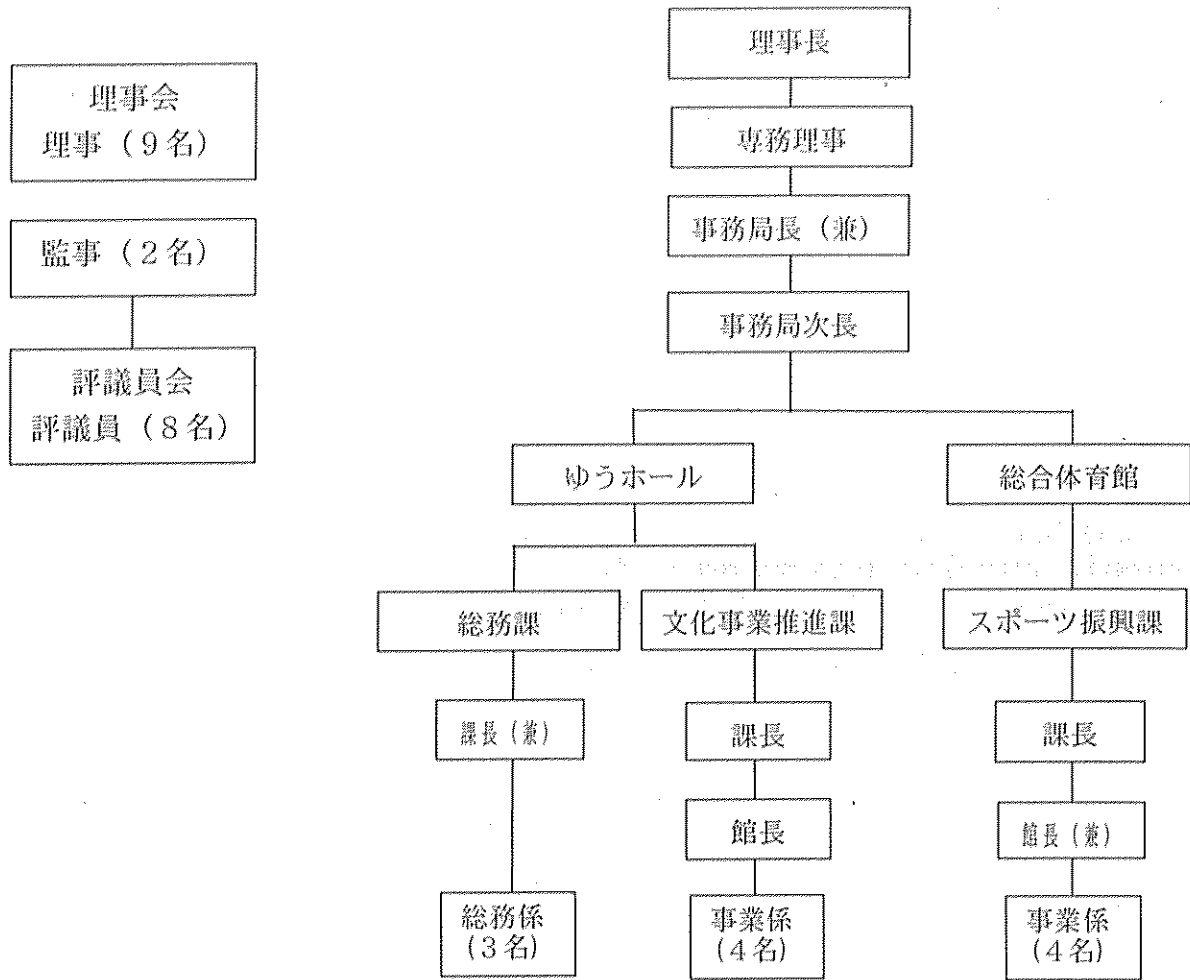 理事会
理事（9名）
監事（2名）
評議員会
評議員（8名）
理事長
専務理事
事務局長（兼）
事務局次長
ゆうホール
総合体育館
総務課
文化事業推進課
スポーツ振興課
課長（兼）
課長
課長
館長
館長（兼）
総務係
(3名)
事業係
(4名)
事業係
(4名)